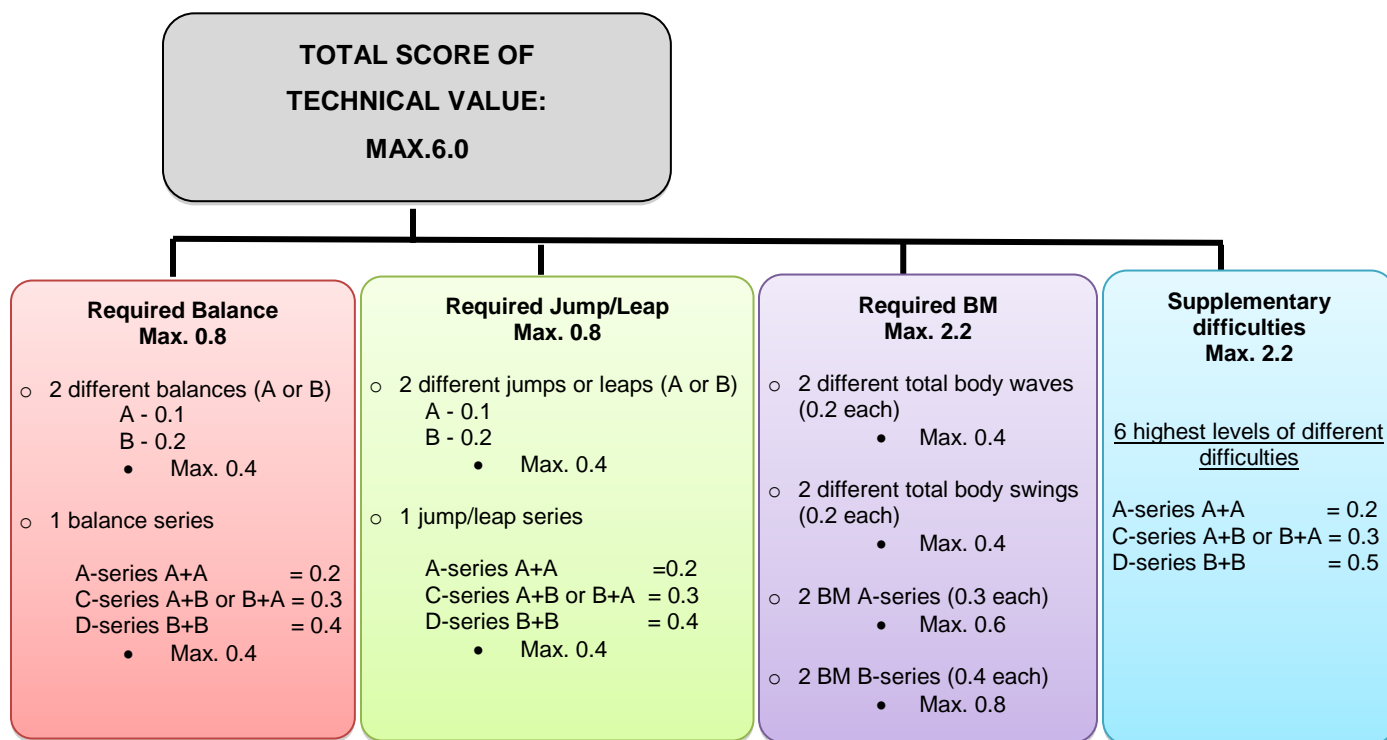 TOTAL SCORE OF
TECHNICAL VALUE:
MAX.6.0
Required Balance
Max. 0.8
o 2 different balances (A or B)
A - 0.1
B - 0.2
• Max. 0.4
o 1 balance series
A-series A+A = 0.2
C-series A+B or B+A = 0.3
D-series B+B = 0.4
• Max. 0.4
Required Jump/Leap
Max. 0.8
o 2 different jumps or leaps (A or B)
A - 0.1
B - 0.2
• Max. 0.4
o 1 jump/leap series
A-series A+A =0.2
C-series A+B or B+A = 0.3
D-series B+B = 0.4
• Max. 0.4
Required BM
Max. 2.2
o 2 different total body waves
(0.2 each)
• Max. 0.4
o 2 different total body swings
(0.2 each)
• Max. 0.4
o 2 BM A-series (0.3 each)
• Max. 0.6
o 2 BM B-series (0.4 each)
• Max. 0.8
Supplementary
difficulties
Max. 2.2
6 highest levels of different
difficulties
A-series A+A = 0.2
C-series A+B or B+A = 0.3
D-series B+B = 0.5